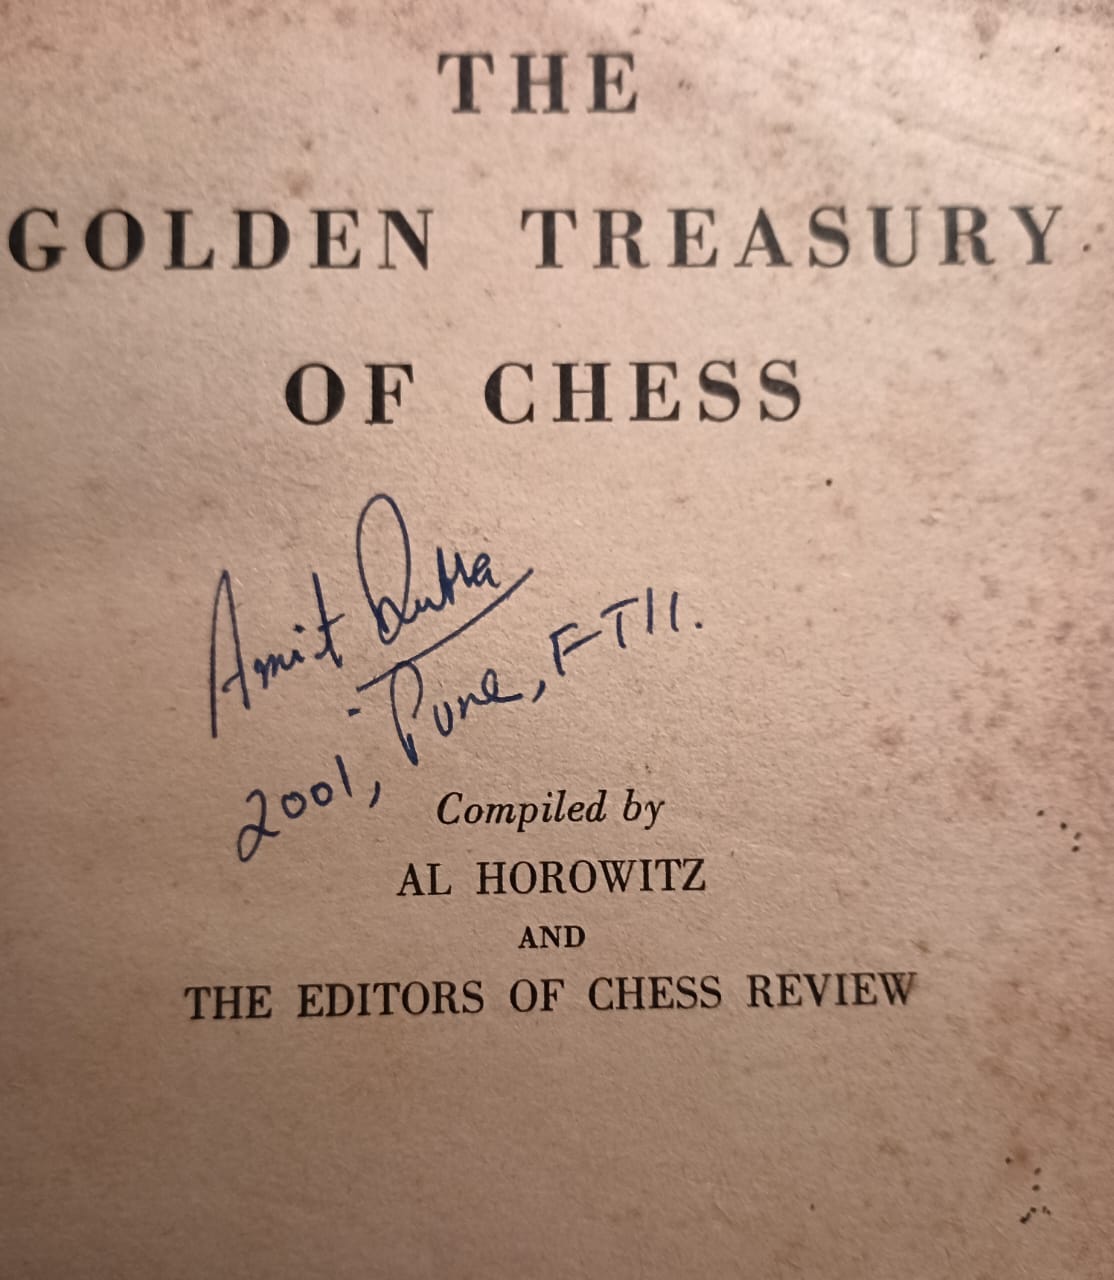 THE
GOLDEN TREASURY
OF CHESS
Amit Dutta
2001, Pune, FTII.
Compiled by
AL HOROWITZ
AND
THE EDITORS OF CHESS REVIEW